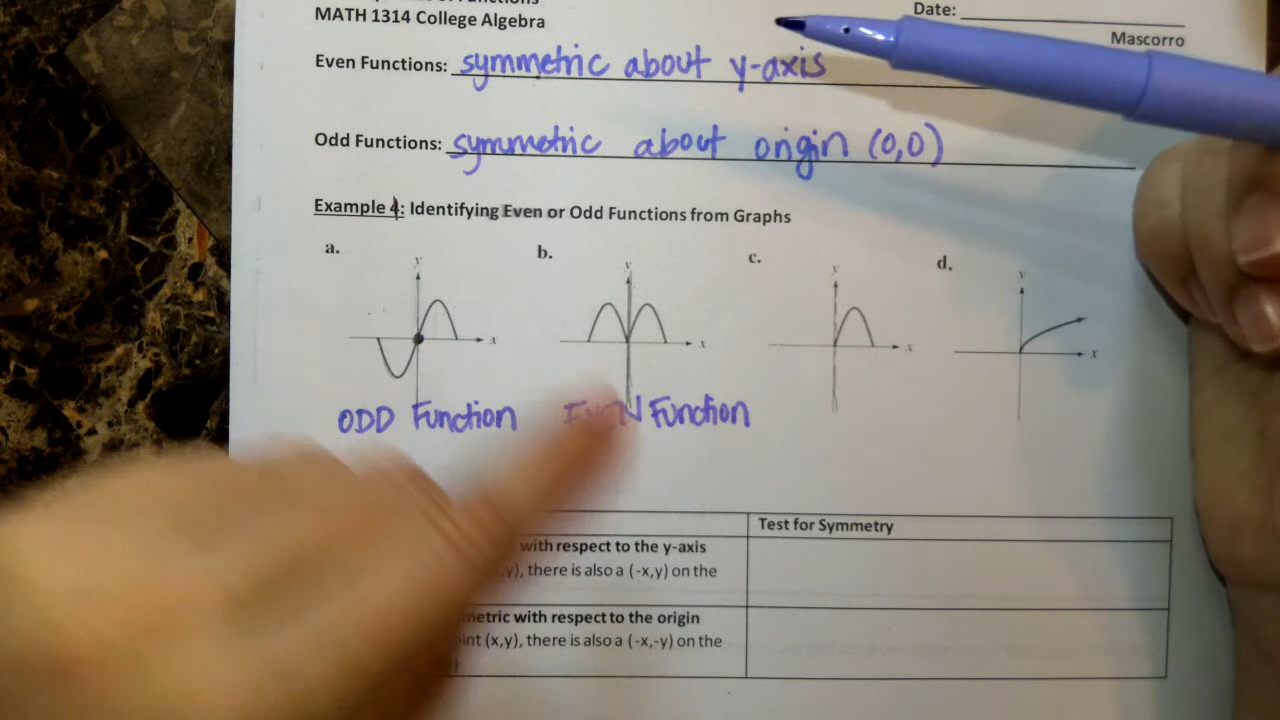 MATH 1314 College Algebra
Date:
Mascorro
Even Functions: symmetric about y-axis
Odd Functions: symmetric about origin (0,0)
Example 4: Identifying Even or Odd Functions from Graphs
a. b. c. d.
y y y y
x x x x
ODD Function EVEN Function
Test for Symmetry
with respect to the y-axis
y), there is also a (-x,y) on the
metric with respect to the origin
int (x,y), there is also a (-x,-y) on the